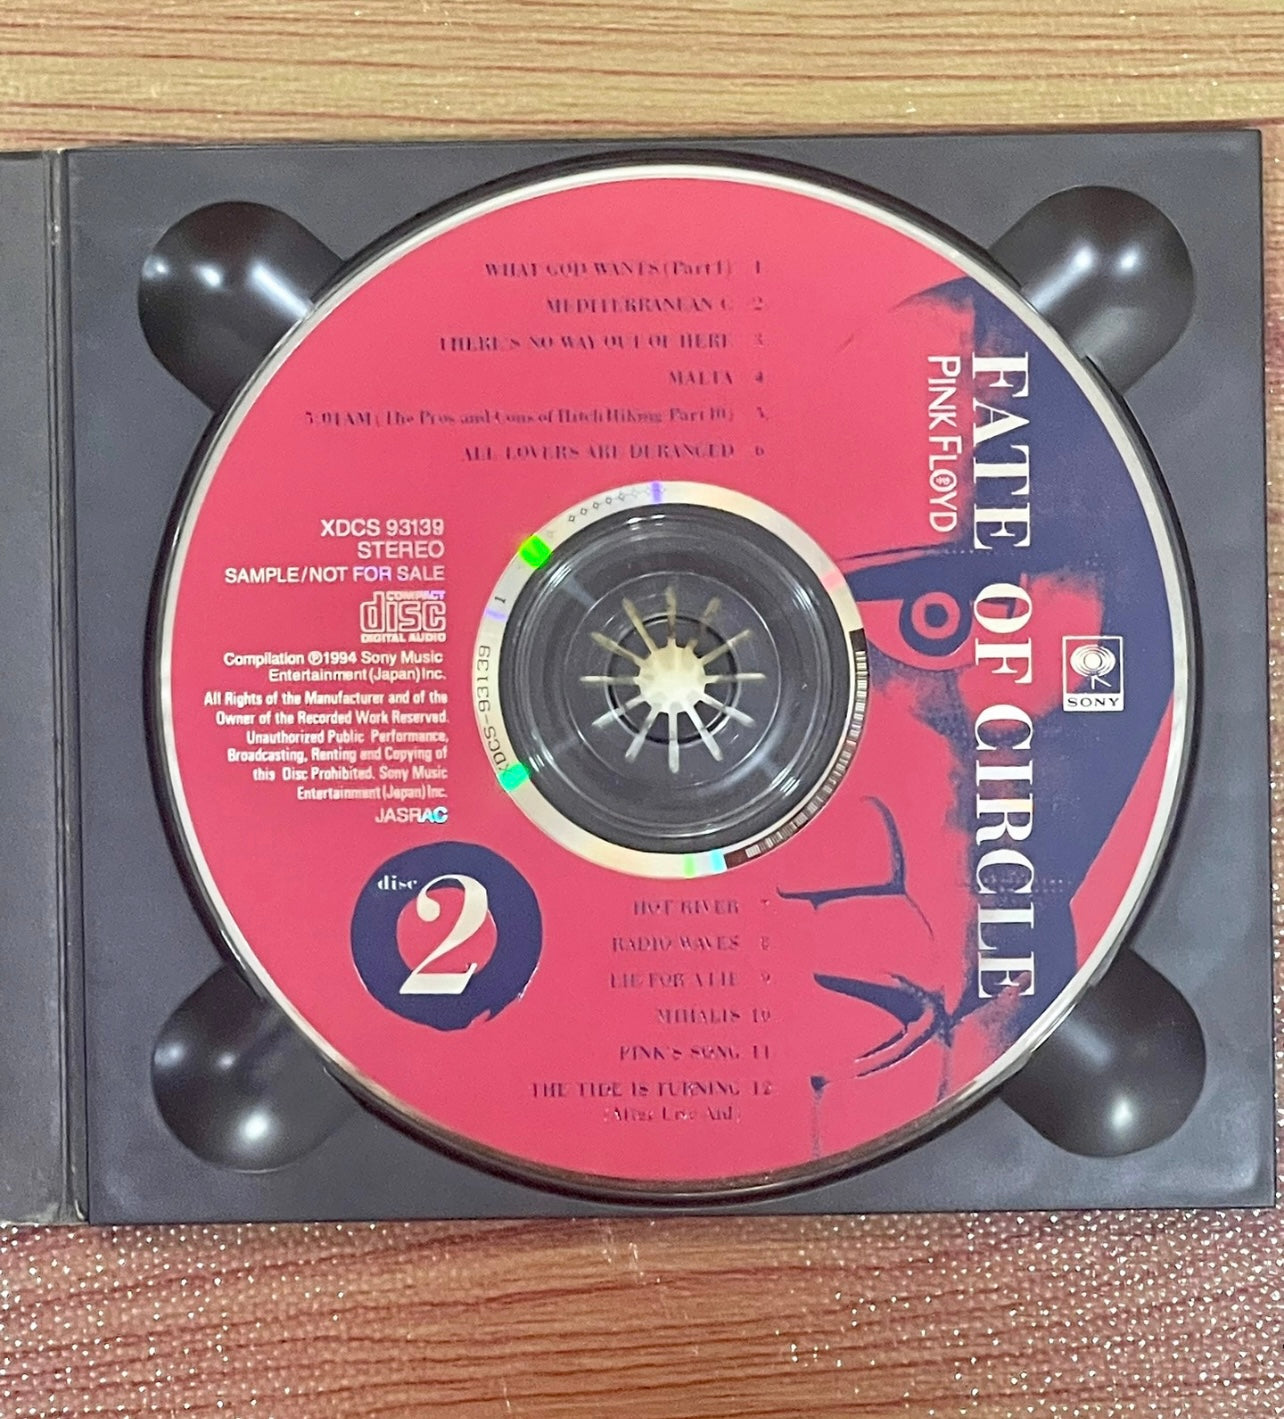 WHAT GOD WANTS (Part I) 1
MEDITERRANEAN C 2
THERE'S NO WAY OUT OF HERE 3
MALTA 4
5:01AM (The Pros and Cons of Hitch Hiking Part 10) 5
ALL LOVERS ARE DERANGED 6
XDCS 93139
STEREO
SAMPLE/NOT FOR SALE
COMPACT
disc
DIGITAL AUDIO
Compilation ℗1994 Sony Music
Entertainment(Japan)Inc.
All Rights of the Manufacturer and of the
Owner of the Recorded Work Reserved.
Unauthorized Public Performance,
Broadcasting, Renting and Copying of
this Disc Prohibited. Sony Music
Entertainment(Japan)Inc.
JASRAC
disc
2
HOT RIVER 7
RADIO WAVES 8
LIE FOR A LIE 9
MIHALIS 10
PINK'S SONG 11
THE TIDE IS TURNING 12
(After Live Aid)
PINK FLOYD
FATE OF CIRCLE
SONY
XDCS-93139 1